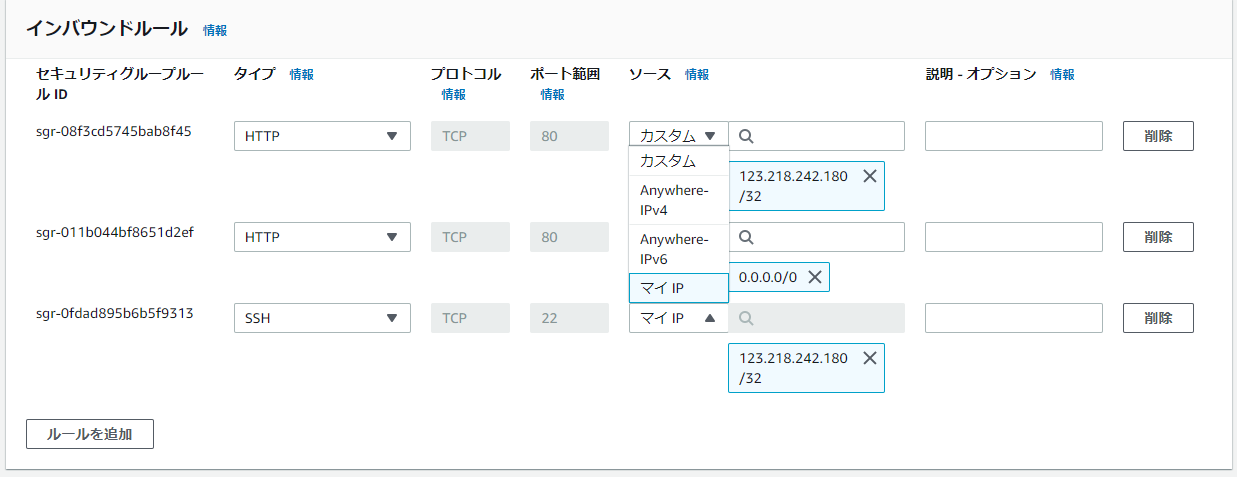 インバウンドルール 情報
セキュリティグループルー
ル ID
タイプ 情報
プロトコル
情報
ポート範囲
情報
ソース 情報
説明 - オプション 情報
sgr-08f3cd5745bab8f45
HTTP
TCP
80
カスタム
削除
カスタム
Anywhere-
IPv4
Anywhere-
IPv6
マイ IP
123.218.242.180
/32
sgr-011b044bf8651d2ef
HTTP
TCP
80
削除
0.0.0.0/0
sgr-0fdad895b6b5f9313
SSH
TCP
22
マイ IP
削除
123.218.242.180
/32
ルールを追加